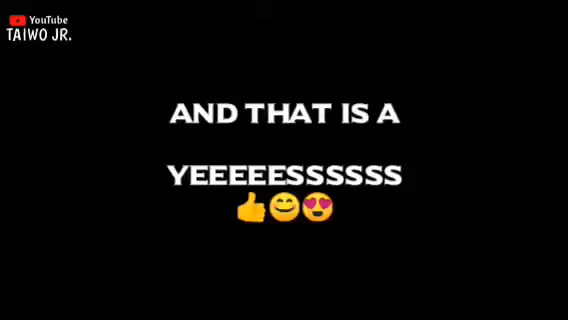 YouTube
TAIWO JR.
AND THAT IS A
YEEEEESSSSSS
👍😊😍